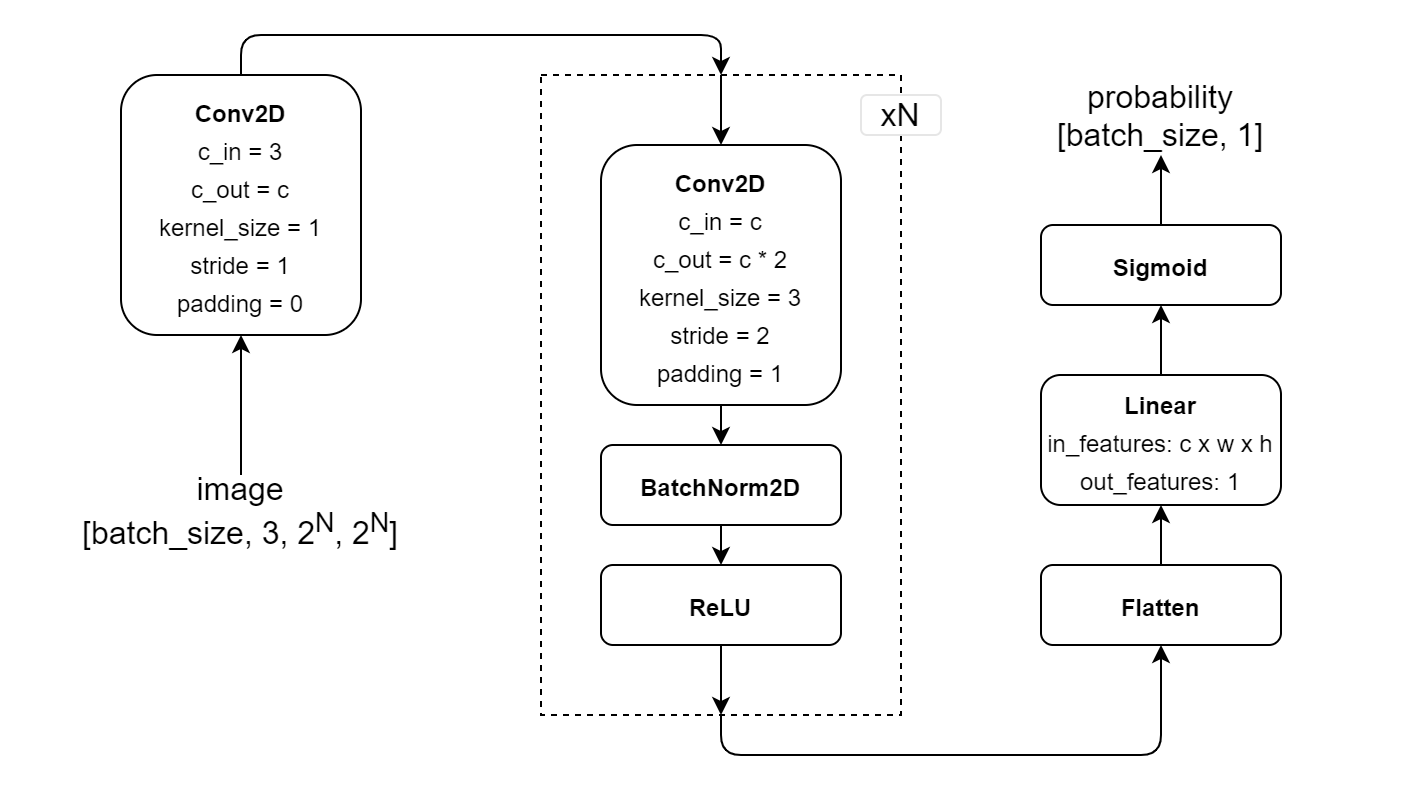 image
[batch_size, 3, 2^N, 2^N]
Conv2D
c_in = 3
c_out = c
kernel_size = 1
stride = 1
padding = 0
xN
Conv2D
c_in = c
c_out = c * 2
kernel_size = 3
stride = 2
padding = 1
BatchNorm2D
ReLU
Flatten
Linear
in_features: c x w x h
out_features: 1
Sigmoid
probability
[batch_size, 1]